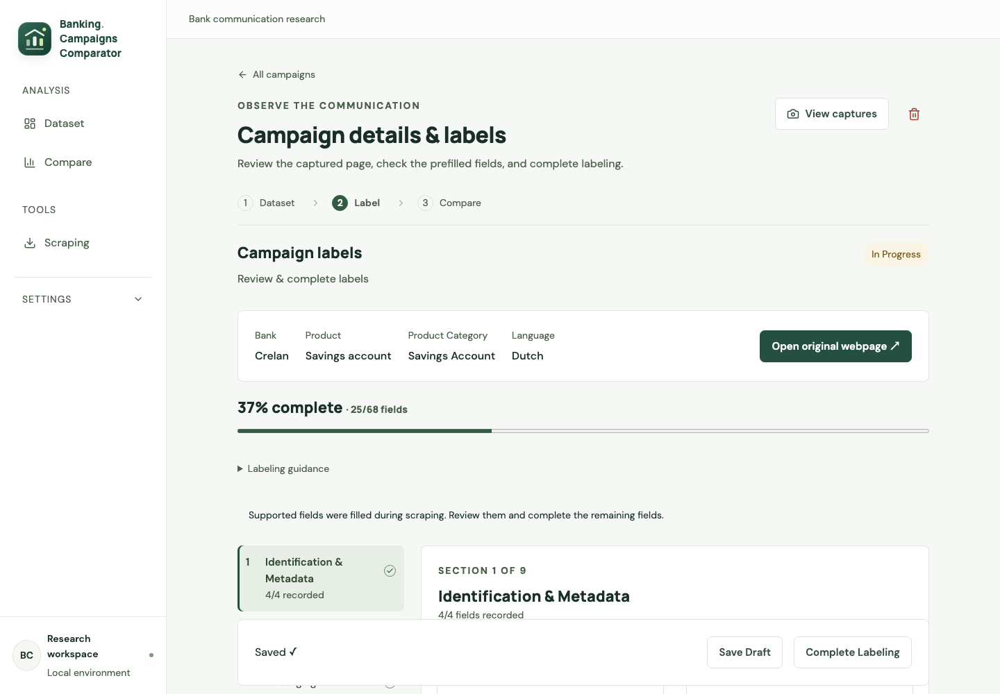 Banking.
Campaigns
Comparator
ANALYSIS
Dataset
Compare
TOOLS
Scraping
SETTINGS
BC
Research
workspace
Local environment
Bank communication research
← All campaigns
OBSERVE THE COMMUNICATION
Campaign details & labels
Review the captured page, check the prefilled fields, and complete labeling.
View captures
1 Dataset > 2 Label > 3 Compare
Campaign labels
In Progress
Review & complete labels
Bank Product Product Category Language
Crelan Savings account Savings Account Dutch
Open original webpage ↗
37% complete · 25/68 fields
▶ Labeling guidance
Supported fields were filled during scraping. Review them and complete the remaining fields.
1 Identification &
Metadata
4/4 recorded
SECTION 1 OF 9
Identification & Metadata
4/4 fields recorded
Saved ✓
Save Draft
Complete Labeling